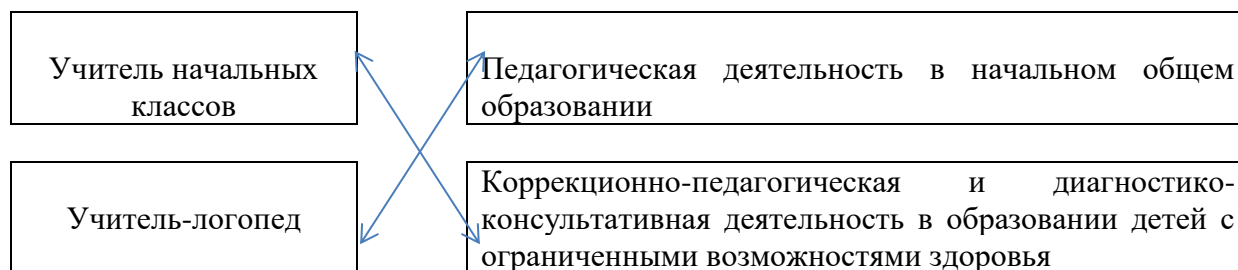 Учитель начальных
классов
Педагогическая деятельность в начальном общем
образовании
Учитель-логопед
Коррекционно-педагогическая и диагностико-
консультативная деятельность в образовании детей с
ограниченными возможностями здоровья